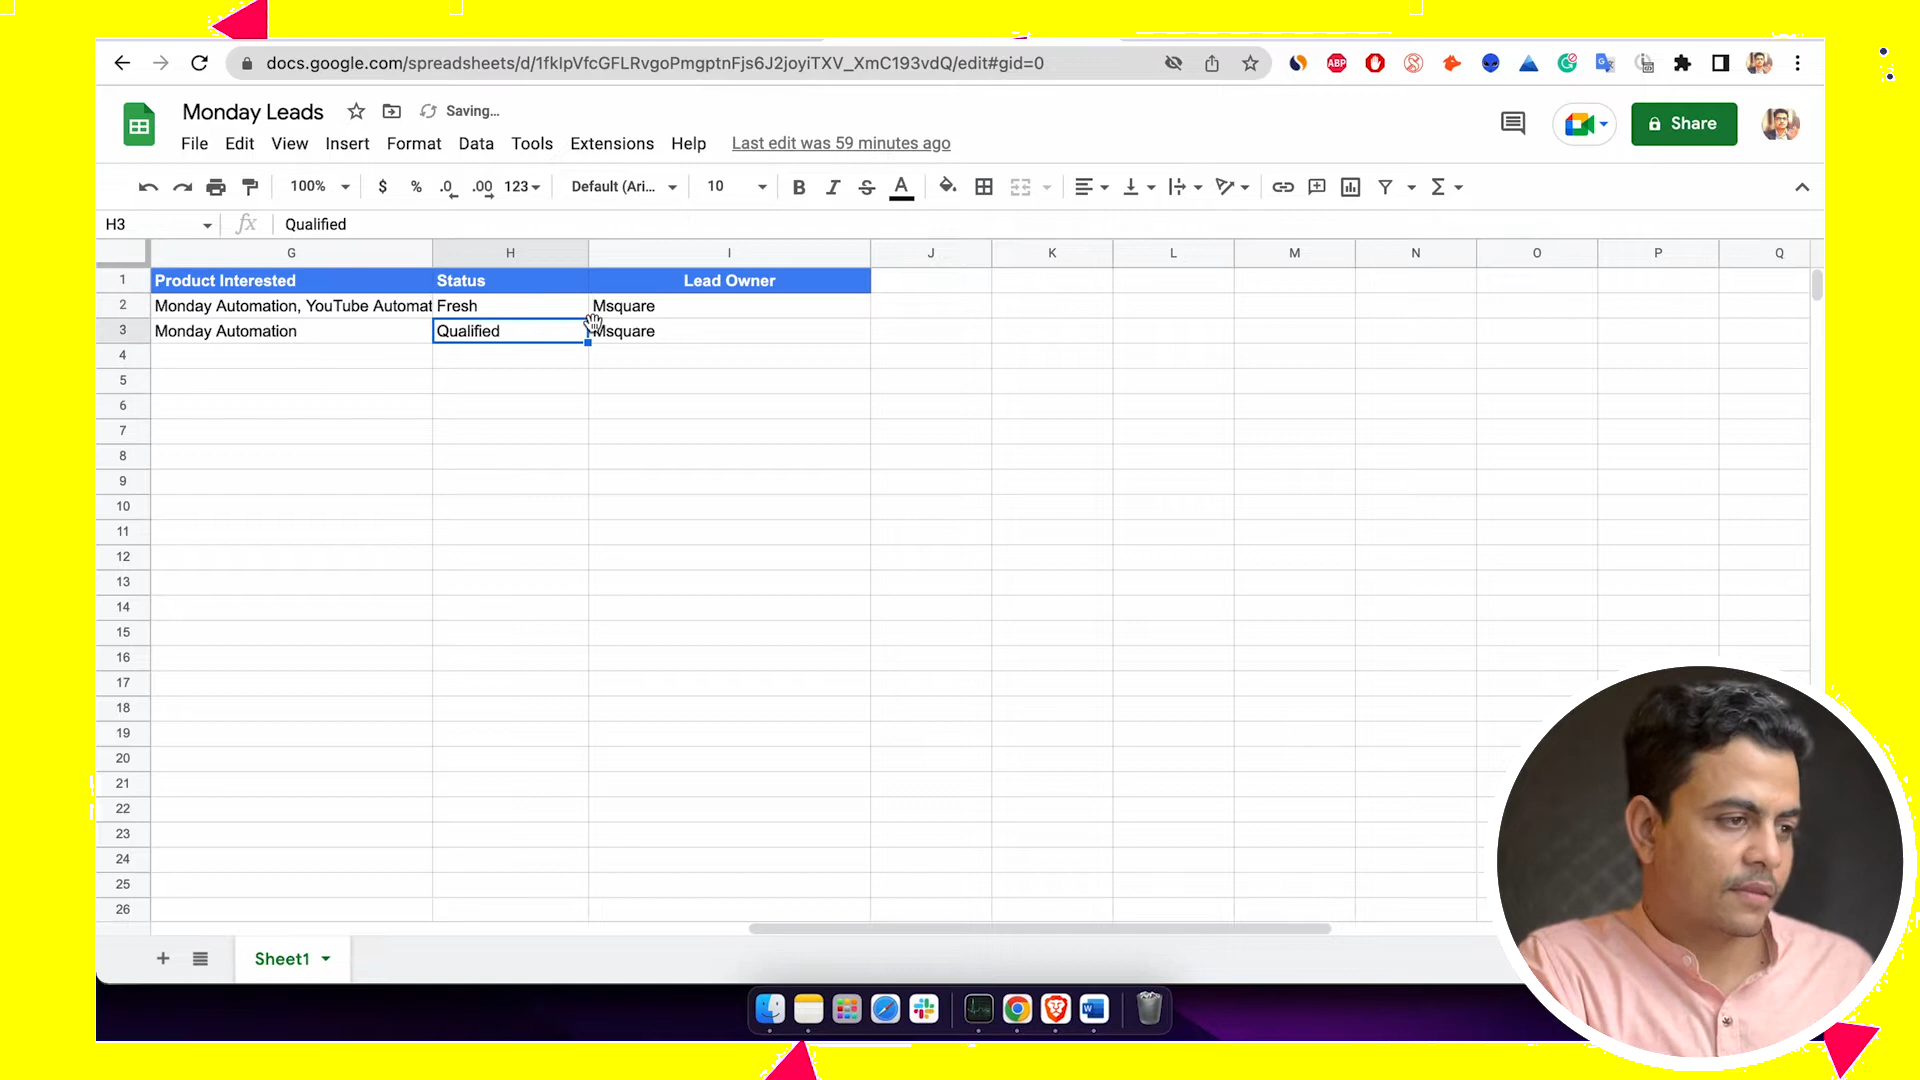 docs.google.com/spreadsheets/d/1fkIpVfcGFLRvgoPmgptnFjs6J2joyiTXV_XmC193vdQ/edit#gid=0
ABP
Monday Leads Saving…
File Edit View Insert Format Data Tools Extensions Help Last edit was 59 minutes ago
Share
100% $ % .0 .00 123 Default (Ari... 10 B I S A Σ
H3 fx Qualified
G H I J K L M N O P Q
1 Product Interested Status Lead Owner
2 Monday Automation, YouTube Automat Fresh Msquare
3 Monday Automation Qualified Msquare
4
5
6
7
8
9
10
11
12
13
14
15
16
17
18
19
20
21
22
23
24
25
26
+ Sheet1